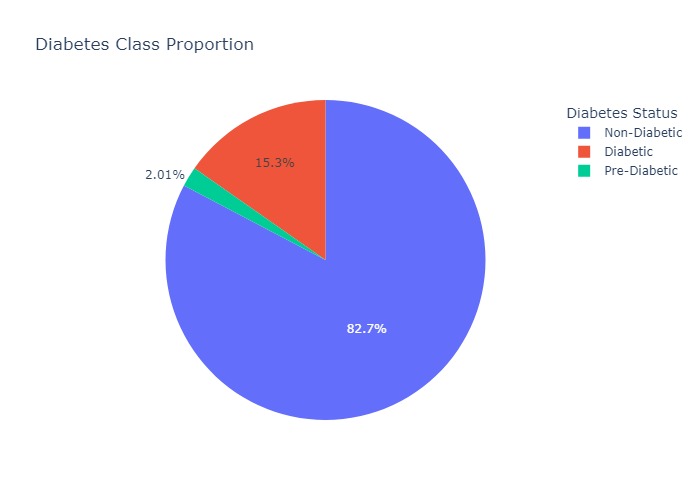 Diabetes Class Proportion
Diabetes Status
Non-Diabetic
Diabetic
Pre-Diabetic
15.3%
2.01%
82.7%